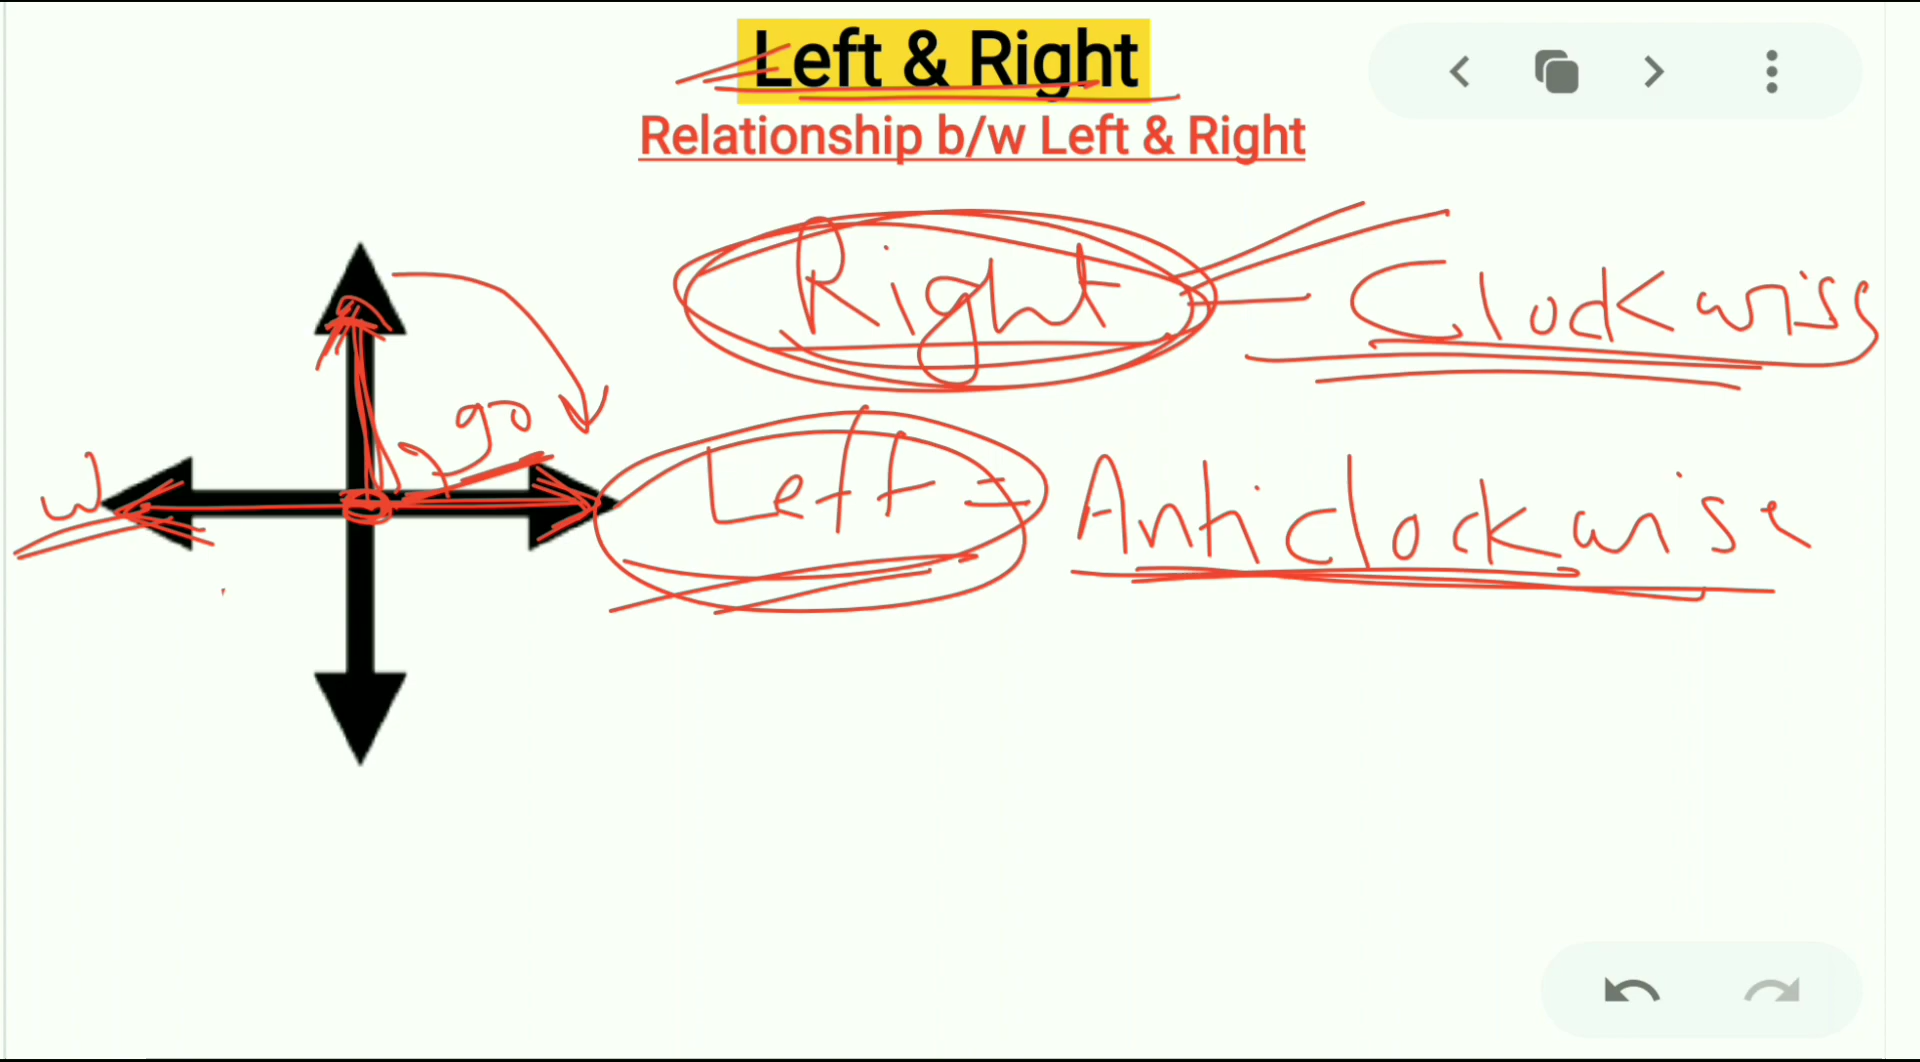 Left & Right
Relationship b/w Left & Right
Right - Clockwise
90
W
Left = Anticlockwise